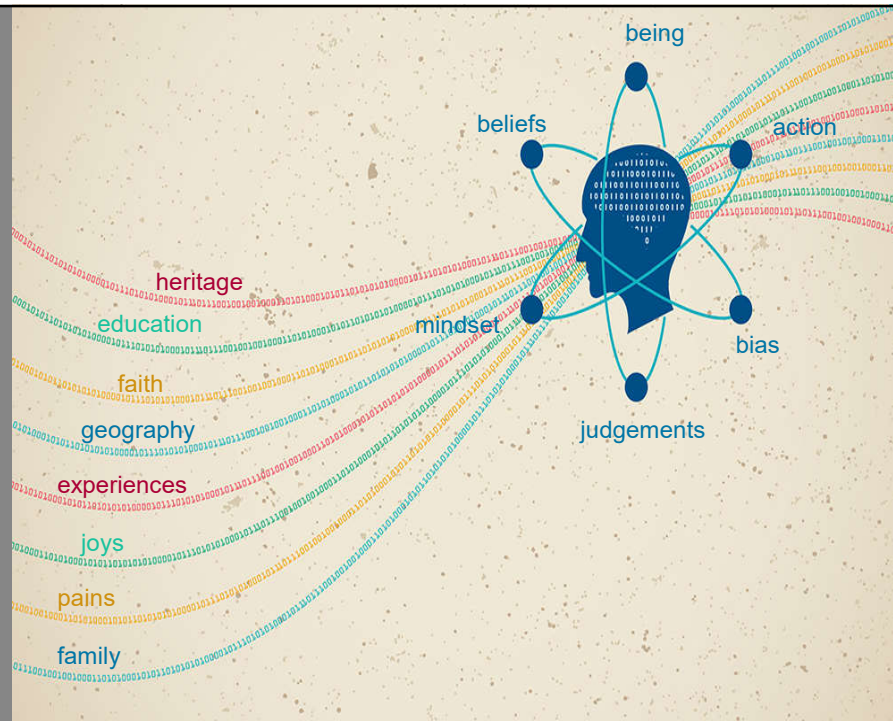 being
beliefs
action
heritage
education
mindset
faith
bias
geography
judgements
experiences
joys
pains
family